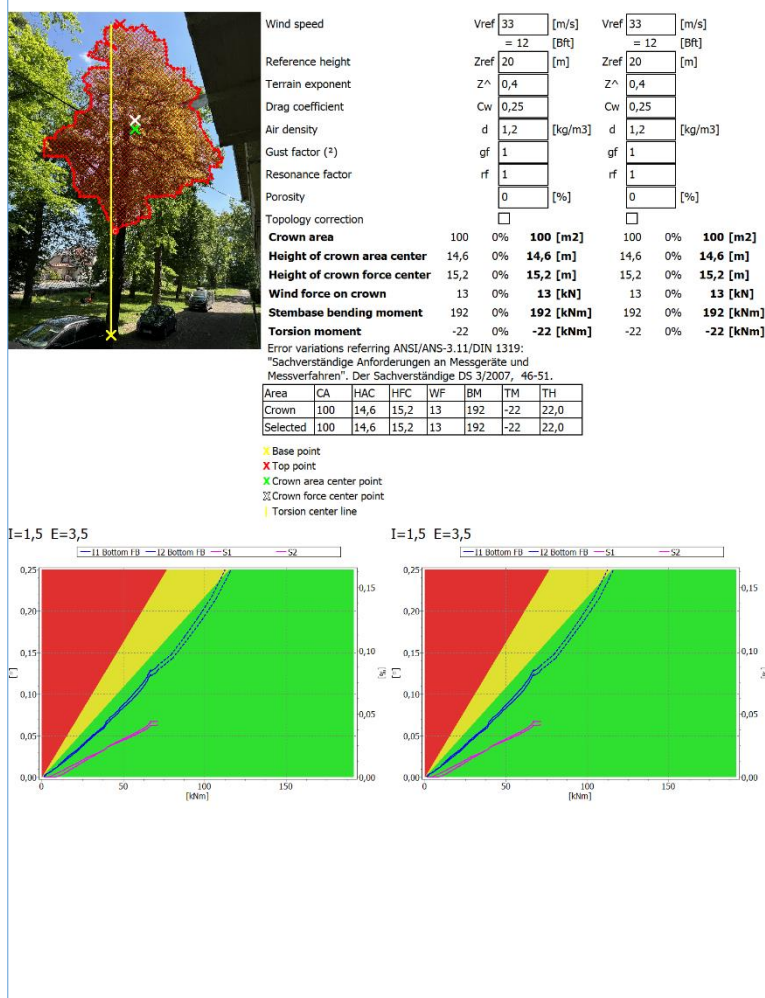 Wind speed Vref 33 [m/s] Vref 33 [m/s]
= 12 [Bft] = 12 [Bft]
Reference height Zref 20 [m] Zref 20 [m]
Terrain exponent Z^ 0,4 Z^ 0,4
Drag coefficient Cw 0,25 Cw 0,25
Air density d 1,2 [kg/m3] d 1,2 [kg/m3]
Gust factor (²) gf 1 gf 1
Resonance factor rf 1 rf 1
Porosity 0 [%] 0 [%]
Topology correction
Crown area 100 0% 100 [m2] 100 0% 100 [m2]
Height of crown area center 14,6 0% 14,6 [m] 14,6 0% 14,6 [m]
Height of crown force center 15,2 0% 15,2 [m] 15,2 0% 15,2 [m]
Wind force on crown 13 0% 13 [kN] 13 0% 13 [kN]
Stembase bending moment 192 0% 192 [kNm] 192 0% 192 [kNm]
Torsion moment -22 0% -22 [kNm] -22 0% -22 [kNm]
Error variations referring ANSI/ANS-3.11/DIN 1319:
"Sachverständige Anforderungen an Messgeräte und
Messverfahren". Der Sachverständige DS 3/2007, 46-51.
Area CA HAC HFC WF BM TM TH
Crown 100 14,6 15,2 13 192 -22 22,0
Selected 100 14,6 15,2 13 192 -22 22,0
Base point
Top point
Crown area center point
Crown force center point
Torsion center line
I=1,5 E=3,5
I1 Bottom FB I2 Bottom FB S1 S2
0,25
0,20
0,15
0,10
0,05
0,00
[°]
0,15
0,10
0,05
0,00
[%]
0 50 100 150
[kNm]
I=1,5 E=3,5
I1 Bottom FB I2 Bottom FB S1 S2
0,25
0,20
0,15
0,10
0,05
0,00
[°]
0,15
0,10
0,05
0,00
0 50 100 150
[kNm]